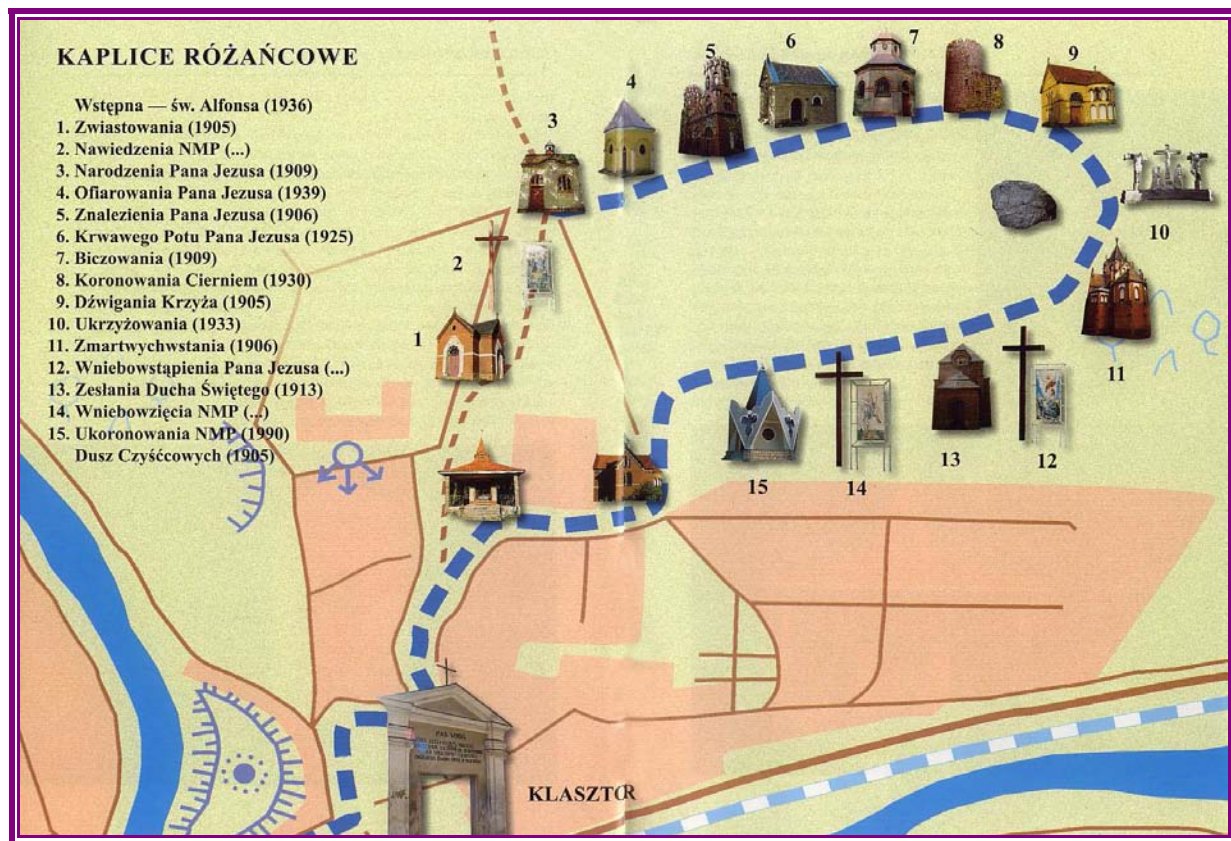 KAPLICE RÓŻAŃCOWE
Wstępna — św. Alfonsa (1936)
1. Zwiastowania (1905)
2. Nawiedzenia NMP (...)
3. Narodzenia Pana Jezusa (1909)
4. Ofiarowania Pana Jezusa (1939)
5. Znalezienia Pana Jezusa (1906)
6. Krwawego Potu Pana Jezusa (1925)
7. Biczowania (1909)
8. Koronowania Cierniem (1930)
9. Dźwigania Krzyża (1905)
10. Ukrzyżowania (1933)
11. Zmartwychwstania (1906)
12. Wniebowstąpienia Pana Jezusa (...)
13. Zesłania Ducha Świętego (1913)
14. Wniebowzięcia NMP (...)
15. Ukoronowania NMP (1990)
Dusz Czyśćcowych (1905)
1
2
3
4
5
6
7
8
9
10
11
12
13
14
15
PAX VOBIS
KLASZTOR